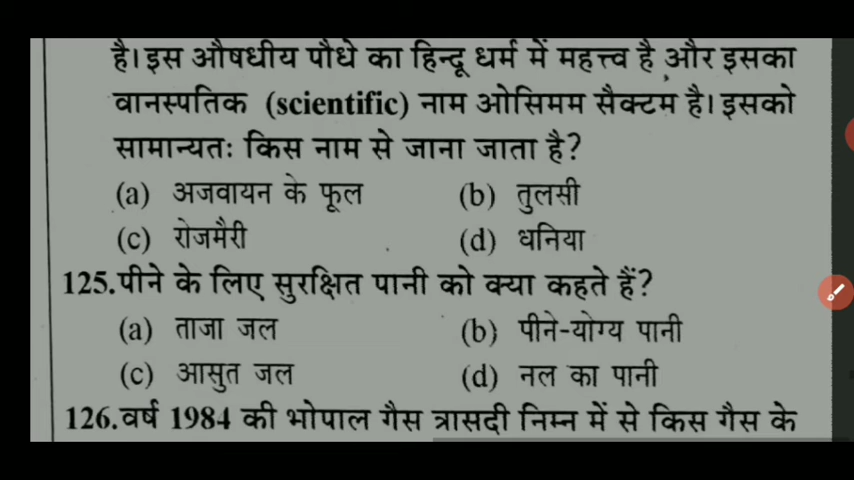 है। इस औषधीय पौधे का हिन्दू धर्म में महत्त्व है और इसका
वानस्पतिक (scientific) नाम ओसिमम सैक्टम है। इसको
सामान्यतः किस नाम से जाना जाता है?
(a) अजवायन के फूल (b) तुलसी
(c) रोजमैरी (d) धनिया
125. पीने के लिए सुरक्षित पानी को क्या कहते हैं?
(a) ताजा जल (b) पीने-योग्य पानी
(c) आसुत जल (d) नल का पानी
126. वर्ष 1984 की भोपाल गैस त्रासदी निम्न में से किस गैस के